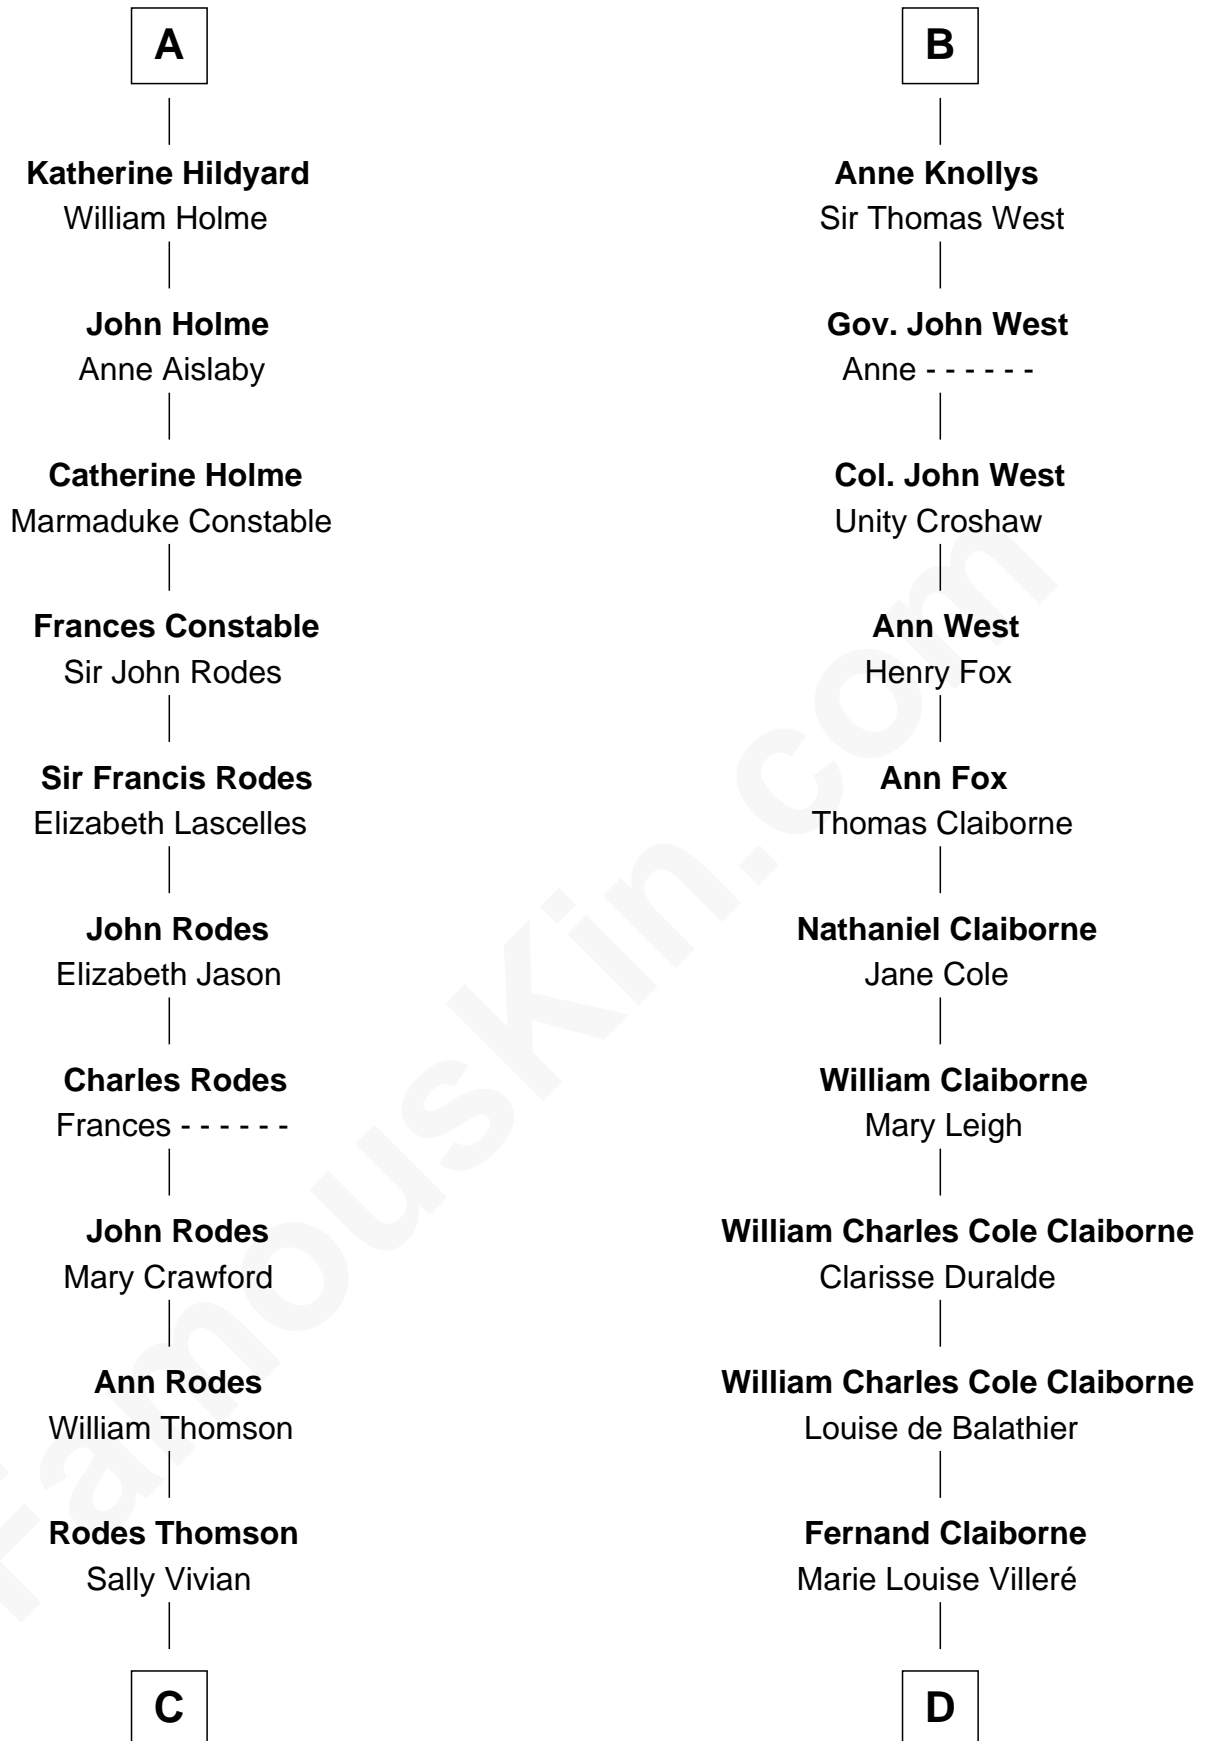 A
Katherine Hildyard
William Holme
John Holme
Anne Aislaby
Catherine Holme
Marmaduke Constable
Frances Constable
Sir John Rodes
Sir Francis Rodes
Elizabeth Lascelles
John Rodes
Elizabeth Jason
Charles Rodes
Frances - - - - - -
John Rodes
Mary Crawford
Ann Rodes
William Thomson
Rodes Thomson
Sally Vivian
C
B
Anne Knollys
Sir Thomas West
Gov. John West
Anne - - - - - -
Col. John West
Unity Croshaw
Ann West
Henry Fox
Ann Fox
Thomas Claiborne
Nathaniel Claiborne
Jane Cole
William Claiborne
Mary Leigh
William Charles Cole Claiborne
Clarisse Duralde
William Charles Cole Claiborne
Louise de Balathier
Fernand Claiborne
Marie Louise Villeré
D
FamousKin.com